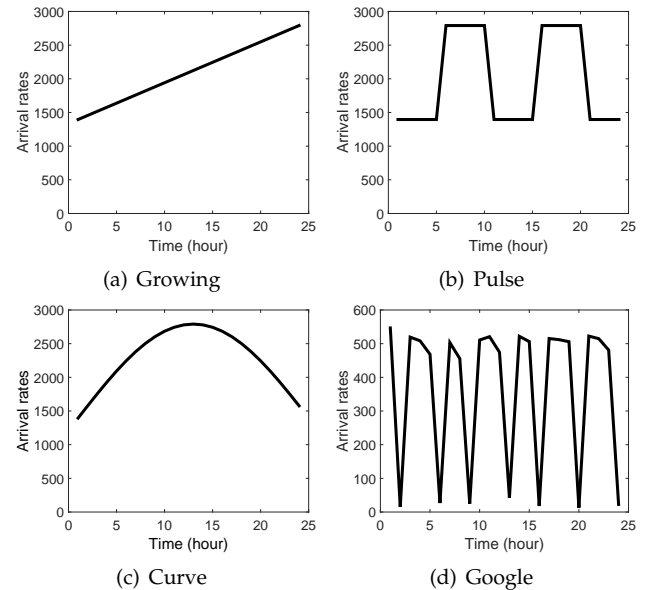 3000
2500
2000
1500
1000
500
0
Arrival rates
0 5 10 15 20 25
Time (hour)
(a) Growing
3000
2500
2000
1500
1000
500
0
Arrival rates
0 5 10 15 20 25
Time (hour)
(b) Pulse
3000
2500
2000
1500
1000
500
0
Arrival rates
0 5 10 15 20 25
Time (hour)
(c) Curve
600
500
400
300
200
100
0
Arrival rates
0 5 10 15 20 25
Time (hour)
(d) Google